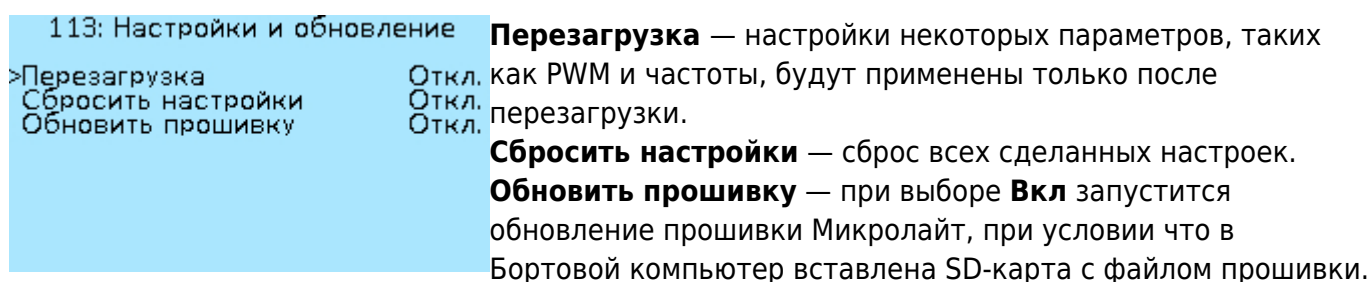 113: Настройки и обновление
>Перезагрузка Откл.
Сбросить настройки Откл.
Обновить прошивку Откл.
Перезагрузка — настройки некоторых параметров, таких
как PWM и частоты, будут применены только после
перезагрузки.
Сбросить настройки — сброс всех сделанных настроек.
Обновить прошивку — при выборе Вкл запустится
обновление прошивки Микролайт, при условии что в
Бортовой компьютер вставлена SD-карта с файлом прошивки.